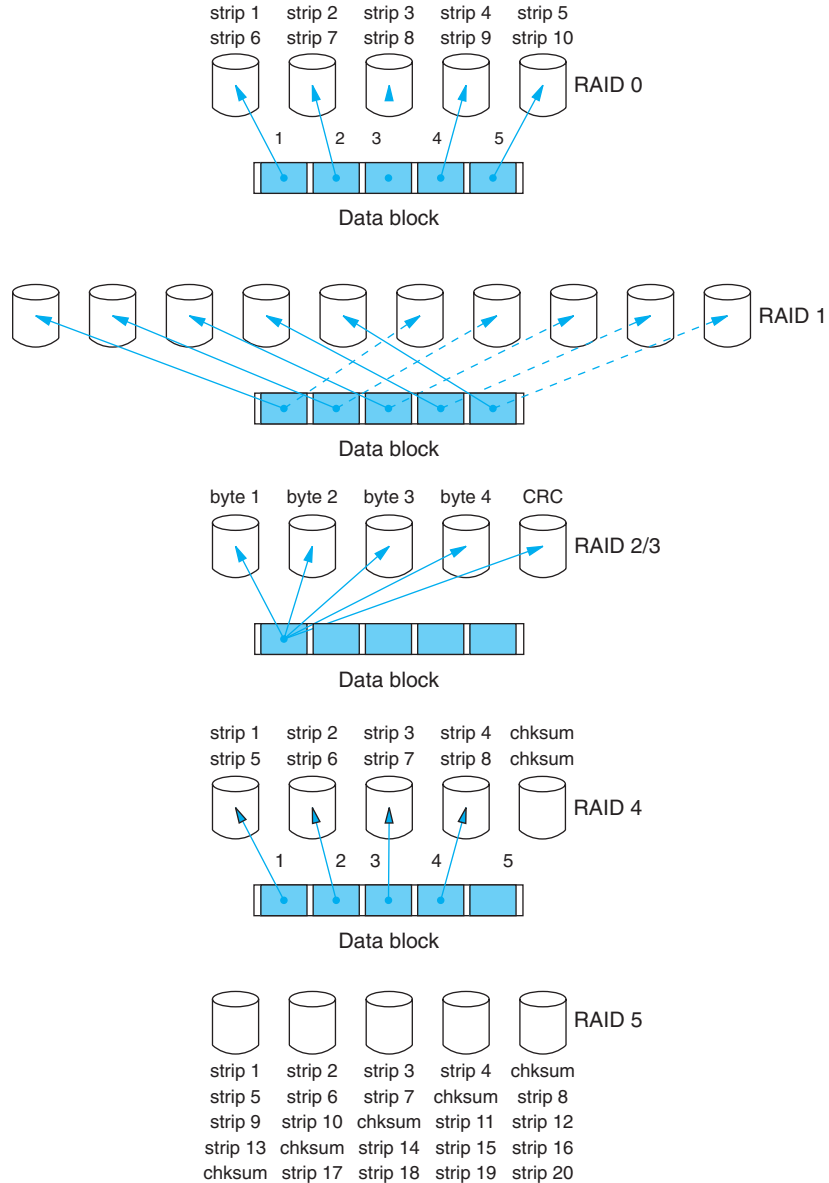 strip 1 strip 2 strip 3 strip 4 strip 5
strip 6 strip 7 strip 8 strip 9 strip 10
RAID 0
1 2 3 4 5
Data block
RAID 1
Data block
byte 1 byte 2 byte 3 byte 4 CRC
RAID 2/3
Data block
strip 1 strip 2 strip 3 strip 4 chksum
strip 5 strip 6 strip 7 strip 8 chksum
RAID 4
1 2 3 4 5
Data block
RAID 5
strip 1 strip 2 strip 3 strip 4 chksum
strip 5 strip 6 strip 7 chksum strip 8
strip 9 strip 10 chksum strip 11 strip 12
strip 13 chksum strip 14 strip 15 strip 16
chksum strip 17 strip 18 strip 19 strip 20